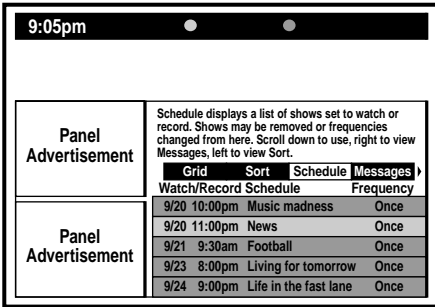 9:05pm
Panel
Advertisement
Schedule displays a list of shows set to watch or
record. Shows may be removed or frequencies
changed from here. Scroll down to use, right to view
Messages, left to view Sort.
Grid Sort Schedule Messages
Watch/Record Schedule Frequency
Panel
Advertisement
9/20 10:00pm Music madness Once
9/20 11:00pm News Once
9/21 9:30am Football Once
9/23 8:00pm Living for tomorrow Once
9/24 9:00pm Life in the fast lane Once